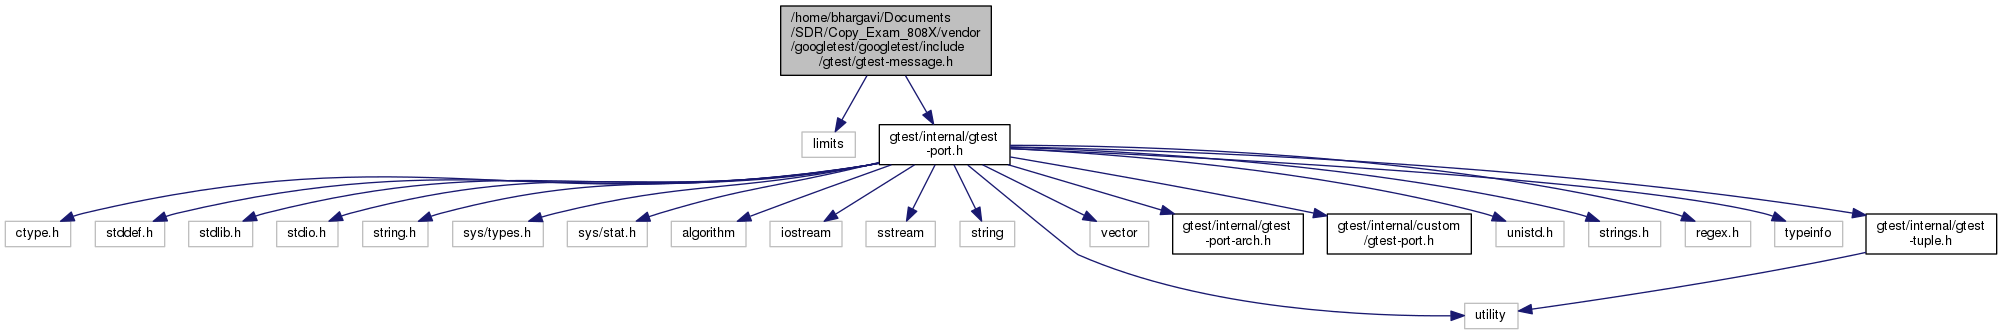 /home/bhargavi/Documents
/SDR/Copy_Exam_808X/vendor
/googletest/googletest/include
/gtest/gtest-message.h
limits
gtest/internal/gtest
-port.h
ctype.h
stddef.h
stdlib.h
stdio.h
string.h
sys/types.h
sys/stat.h
algorithm
iostream
sstream
string
vector
gtest/internal/gtest
-port-arch.h
gtest/internal/custom
/gtest-port.h
unistd.h
strings.h
regex.h
typeinfo
gtest/internal/gtest
-tuple.h
utility